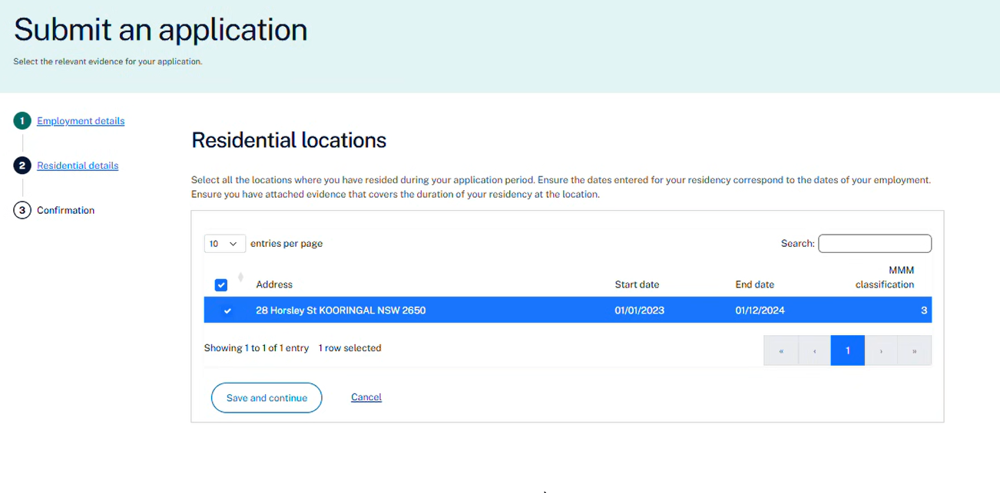 Submit an application
Select the relevant evidence for your application.
1 Employment details
2 Residential details
3 Confirmation
Residential locations
Select all the locations where you have resided during your application period. Ensure the dates entered for your residency correspond to the dates of your employment.
Ensure you have attached evidence that covers the duration of your residency at the location.
10 entries per page
Search:
MMM
Address Start date End date classification
28 Horsley St KOORINGAL NSW 2650 01/01/2023 01/12/2024 3
Showing 1 to 1 of 1 entry 1 row selected
« ‹ 1 › »
Save and continue Cancel